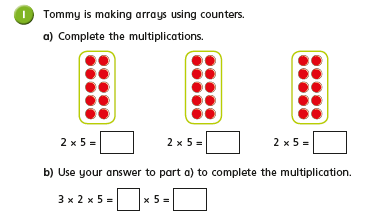 1 Tommy is making arrays using counters.
a) Complete the multiplications.
2 × 5 = 2 × 5 = 2 × 5 =
b) Use your answer to part a) to complete the multiplication.
3 × 2 × 5 = × 5 =